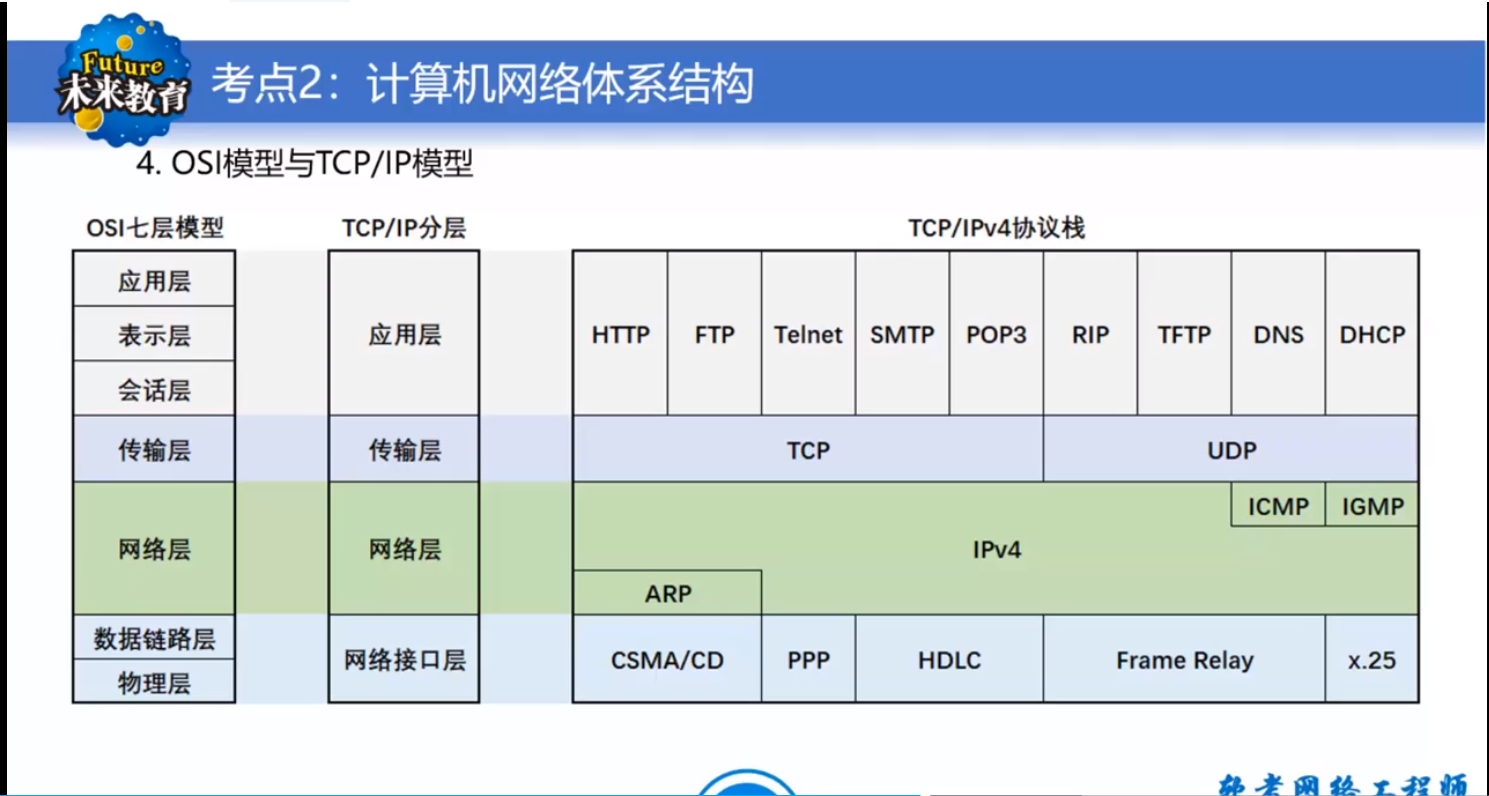 Future
未来教育
考点2：计算机网络体系结构
4. OSI模型与TCP/IP模型
OSI七层模型
TCP/IP分层
TCP/IPv4协议栈
应用层
表示层
会话层
传输层
网络层
数据链路层
物理层
应用层
传输层
网络层
网络接口层
HTTP FTP Telnet SMTP POP3 RIP TFTP DNS DHCP
TCP UDP
ICMP IGMP
IPv4
ARP
CSMA/CD PPP HDLC Frame Relay x.25
软考网络工程师